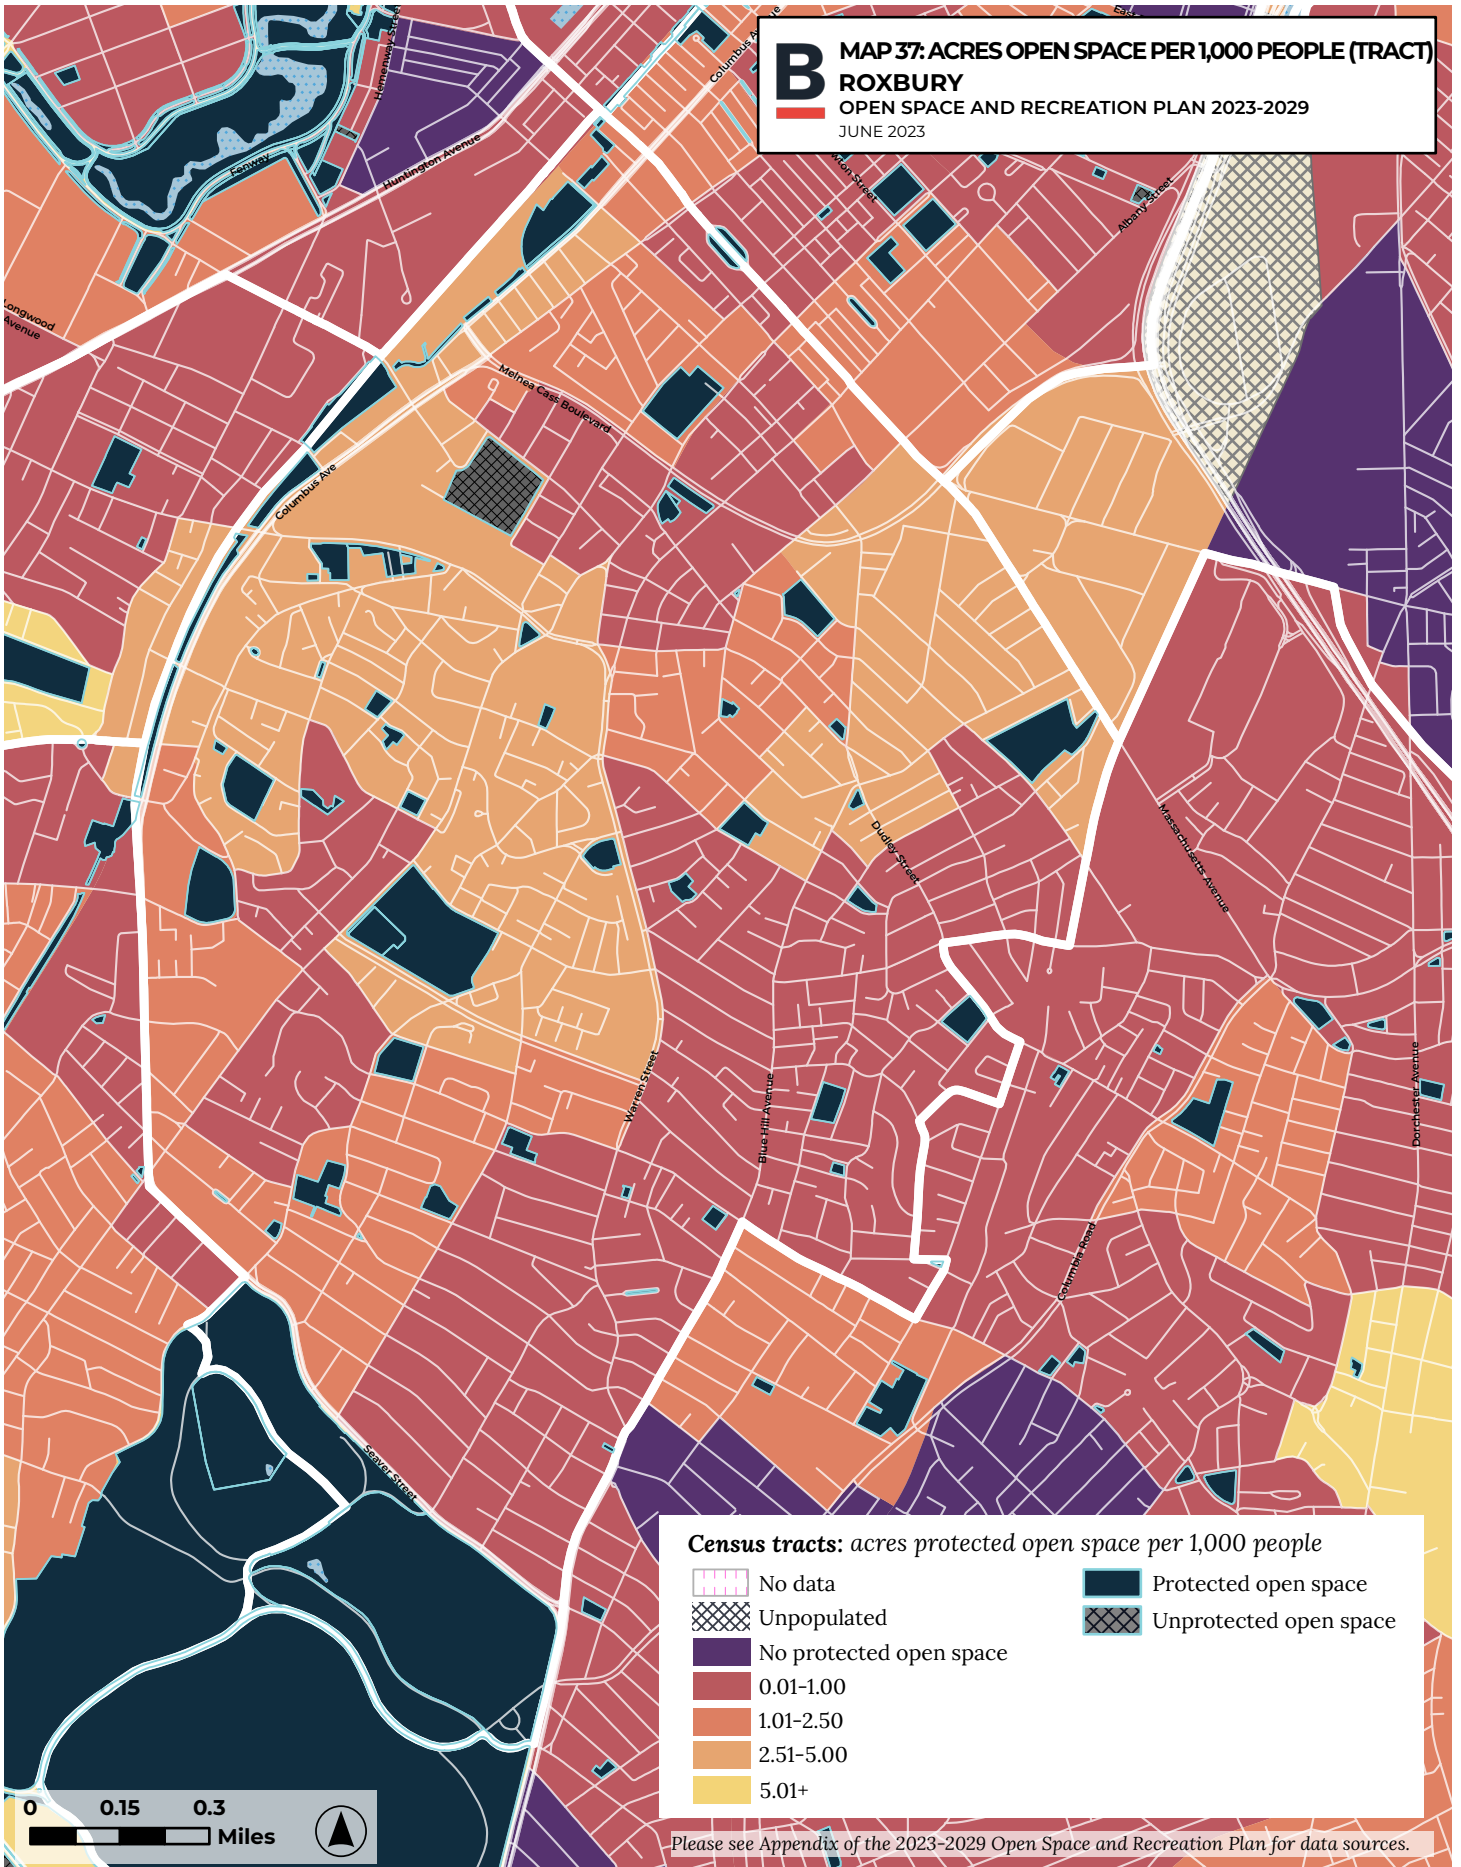 B
MAP 37: ACRES OPEN SPACE PER 1,000 PEOPLE (TRACT)
ROXBURY
OPEN SPACE AND RECREATION PLAN 2023-2029
JUNE 2023
Hemenway Street
Columbus
East
Fenway
Huntington Avenue
Street
Albany Street
Longwood
Avenue
Melnea Cass Boulevard
Columbus Ave
Dudley Street
Massachusetts Avenue
Warren Street
Blue Hill Avenue
Dorchester Avenue
Columbia Road
Seaver Street
Census tracts: acres protected open space per 1,000 people
No data
Unpopulated
No protected open space
0.01-1.00
1.01-2.50
2.51-5.00
5.01+
Protected open space
Unprotected open space
0 0.15 0.3
Miles
Please see Appendix of the 2023-2029 Open Space and Recreation Plan for data sources.